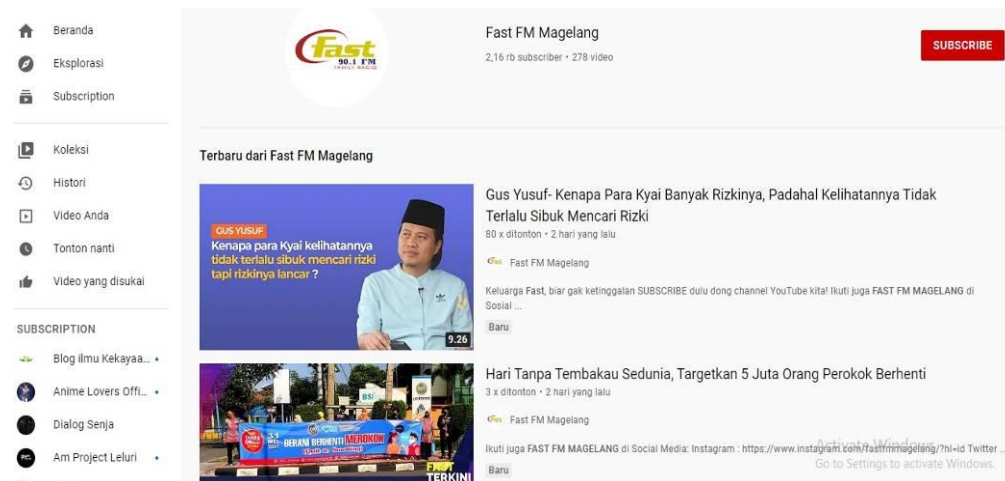 Beranda
Eksplorasi
Subscription
Koleksi
Histori
Video Anda
Tonton nanti
Video yang disukai
SUBSCRIPTION
Blog ilmu Kekayaa...
Anime Lovers Offi...
Dialog Senja
Am Project Leluri
Fast
90.1 FM
FAMILY RADIO
Fast FM Magelang
2,16 rb subscriber • 278 video
SUBSCRIBE
Terbaru dari Fast FM Magelang
GUS YUSUF
Kenapa para Kyai kelihatannya
tidak terlalu sibuk mencari rizki
tapi rizkinya lancar ?
9.26
Gus Yusuf- Kenapa Para Kyai Banyak Rizkinya, Padahal Kelihatannya Tidak
Terlalu Sibuk Mencari Rizki
80 x ditonton • 2 hari yang lalu
Fast FM Magelang
Keluarga Fast, biar gak ketinggalan SUBSCRIBE dulu dong channel YouTube kita! Ikuti juga FAST FM MAGELANG di
Sosial ...
Baru
BSI
31
BERANI BERHENTI MEROKOK
FAST
TERKINI
Hari Tanpa Tembakau Sedunia, Targetkan 5 Juta Orang Perokok Berhenti
3 x ditonton • 2 hari yang lalu
Fast FM Magelang
Ikuti juga FAST FM MAGELANG di Social Media: Instagram : https://www.instagram.com/fastfmmagelang/?hl=id Twitter ...
Baru
Activate Windows
Go to Settings to activate Windows.